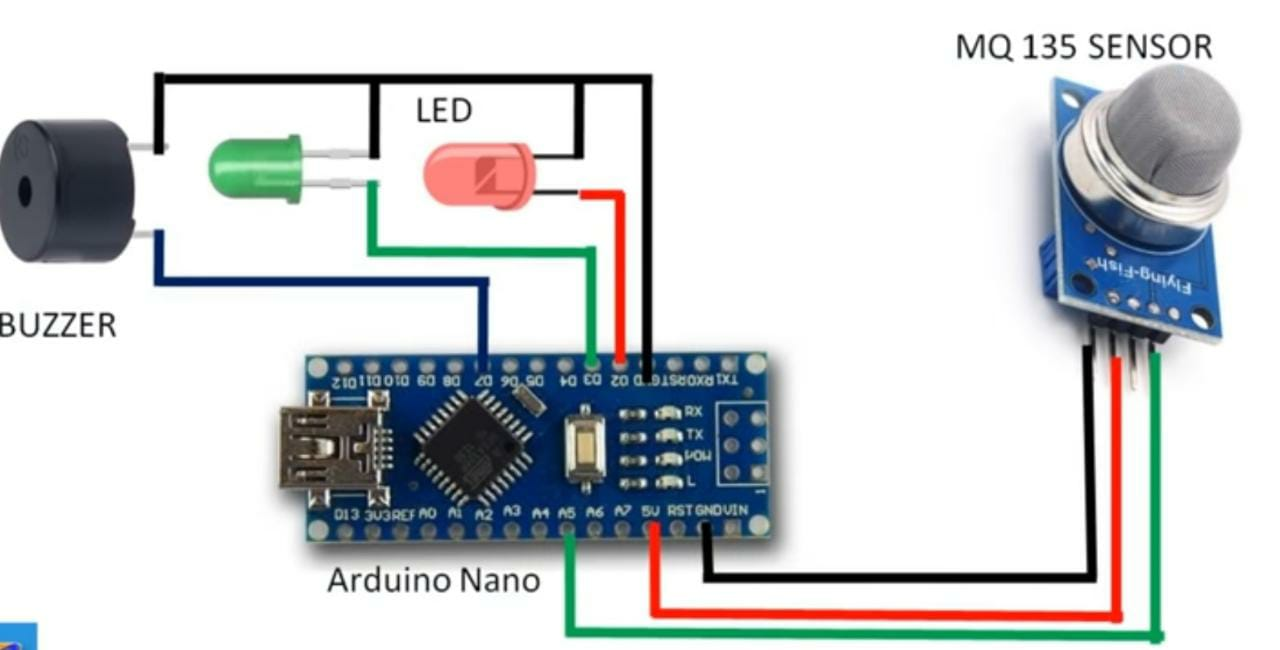 MQ 135 SENSOR
LED
Flying-Fish
BUZZER
D12 D11 D10 D9 D8 D7 D6 D5 D4 D3 D2 GND RST RX0 TX1
RX
TX
POW
L
1
D13 3V3 REF A0 A1 A2 A3 A4 A5 A6 A7 5V RST GND VIN
Arduino Nano